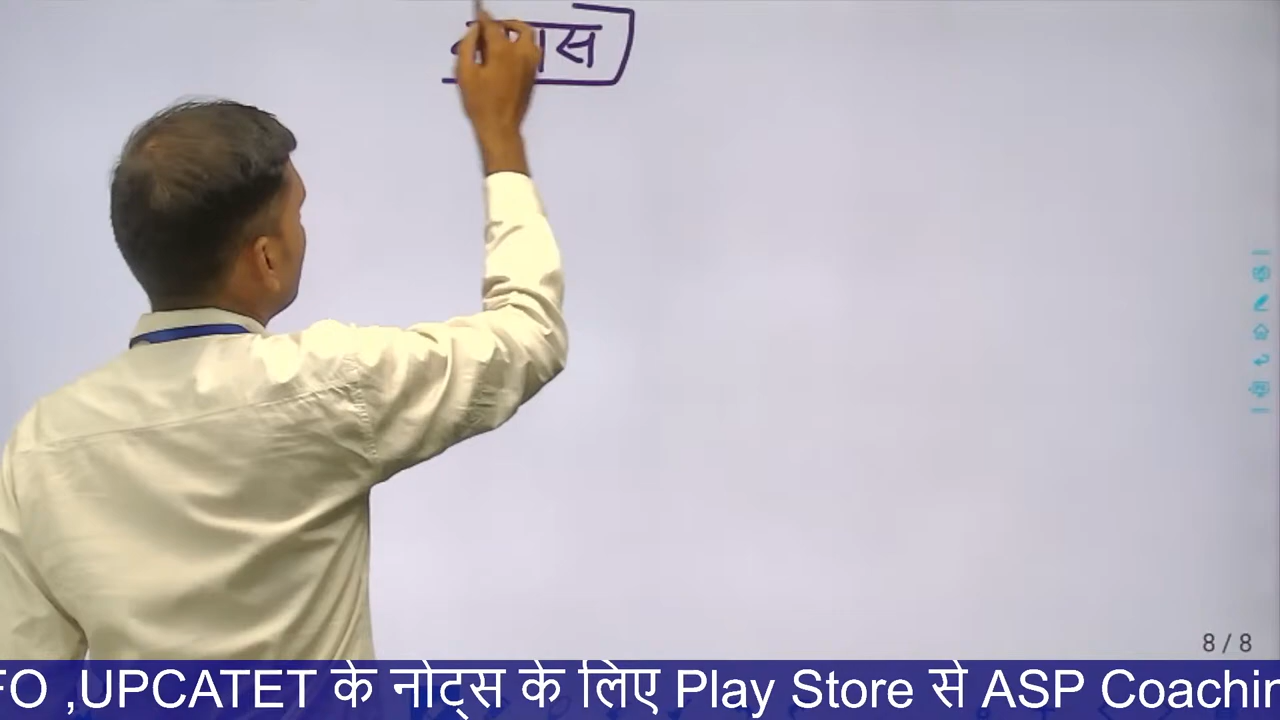 8 / 8
FO ,UPCATET के नोट्स के लिए Play Store से ASP Coachin